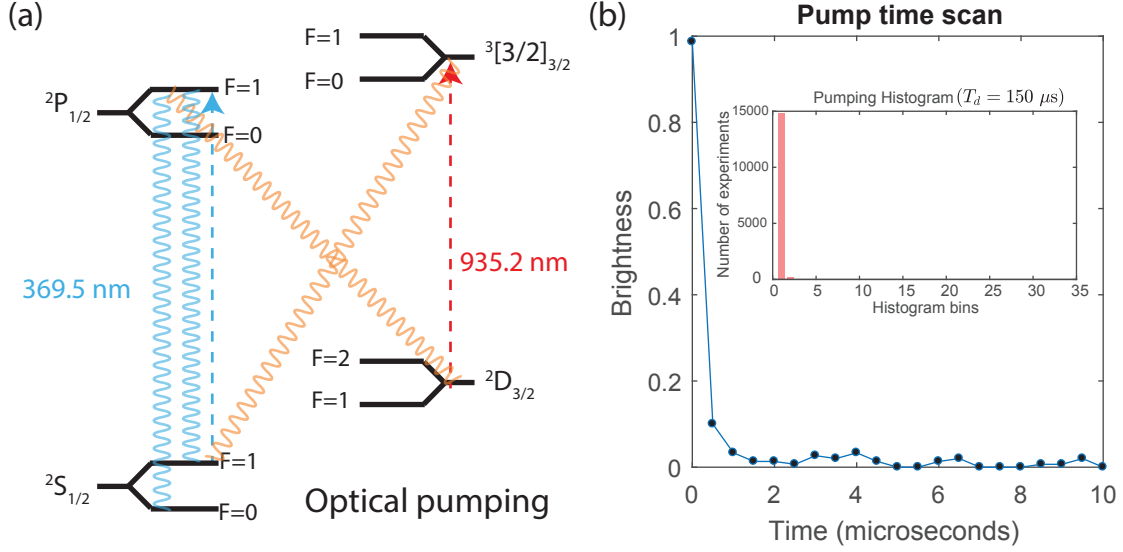 (a)
F=1
³[3/2]₃/₂
F=0
²P₁/₂
F=1
F=0
369.5 nm
935.2 nm
F=2
²D₃/₂
F=1
²S₁/₂
F=1
F=0
Optical pumping
(b)
Pump time scan
Brightness
1
0.8
0.6
0.4
0.2
0
0
2
4
6
8
10
Time (microseconds)
Pumping Histogram (T_d = 150 μs)
Number of experiments
15000
10000
5000
0
0
5
10
15
20
25
30
35
Histogram bins